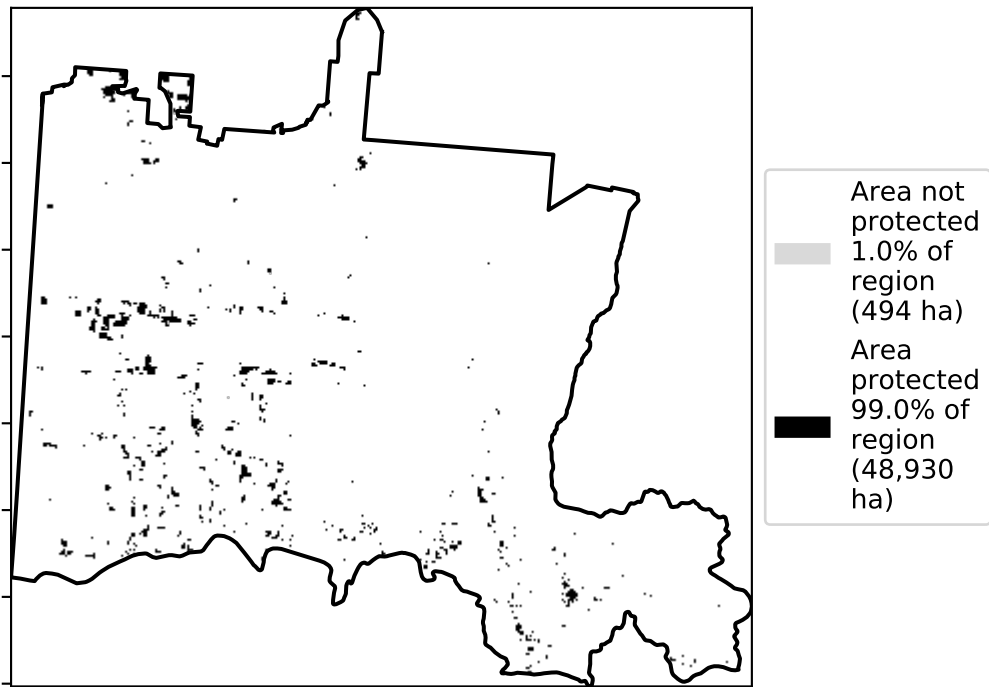 Area not
protected
1.0% of
region
(494 ha)
Area
protected
99.0% of
region
(48,930
ha)